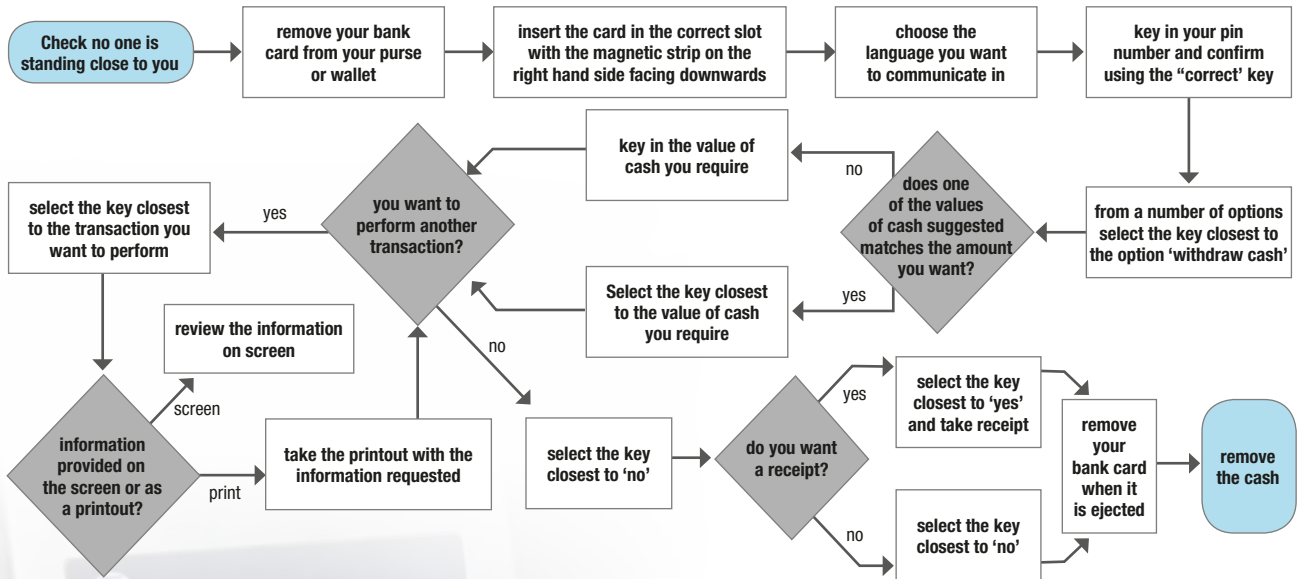 Check no one is
standing close to you
remove your bank
card from your purse
or wallet
insert the card in the correct slot
with the magnetic strip on the
right hand side facing downwards
choose the
language you want
to communicate in
key in your pin
number and confirm
using the “correct’ key
from a number of options
select the key closest to
the option ‘withdraw cash’
does one
of the values
of cash suggested
matches the amount
you want?
no
key in the value of
cash you require
yes
Select the key closest
to the value of cash
you require
you want to
perform another
transaction?
yes
select the key closest
to the transaction you
want to perform
information
provided on
the screen or as
a printout?
screen
review the information
on screen
print
take the printout with the
information requested
no
select the key
closest to ‘no’
do you want
a receipt?
yes
select the key
closest to ‘yes’
and take receipt
no
select the key
closest to ‘no’
remove
your
bank card
when it
is ejected
remove
the cash